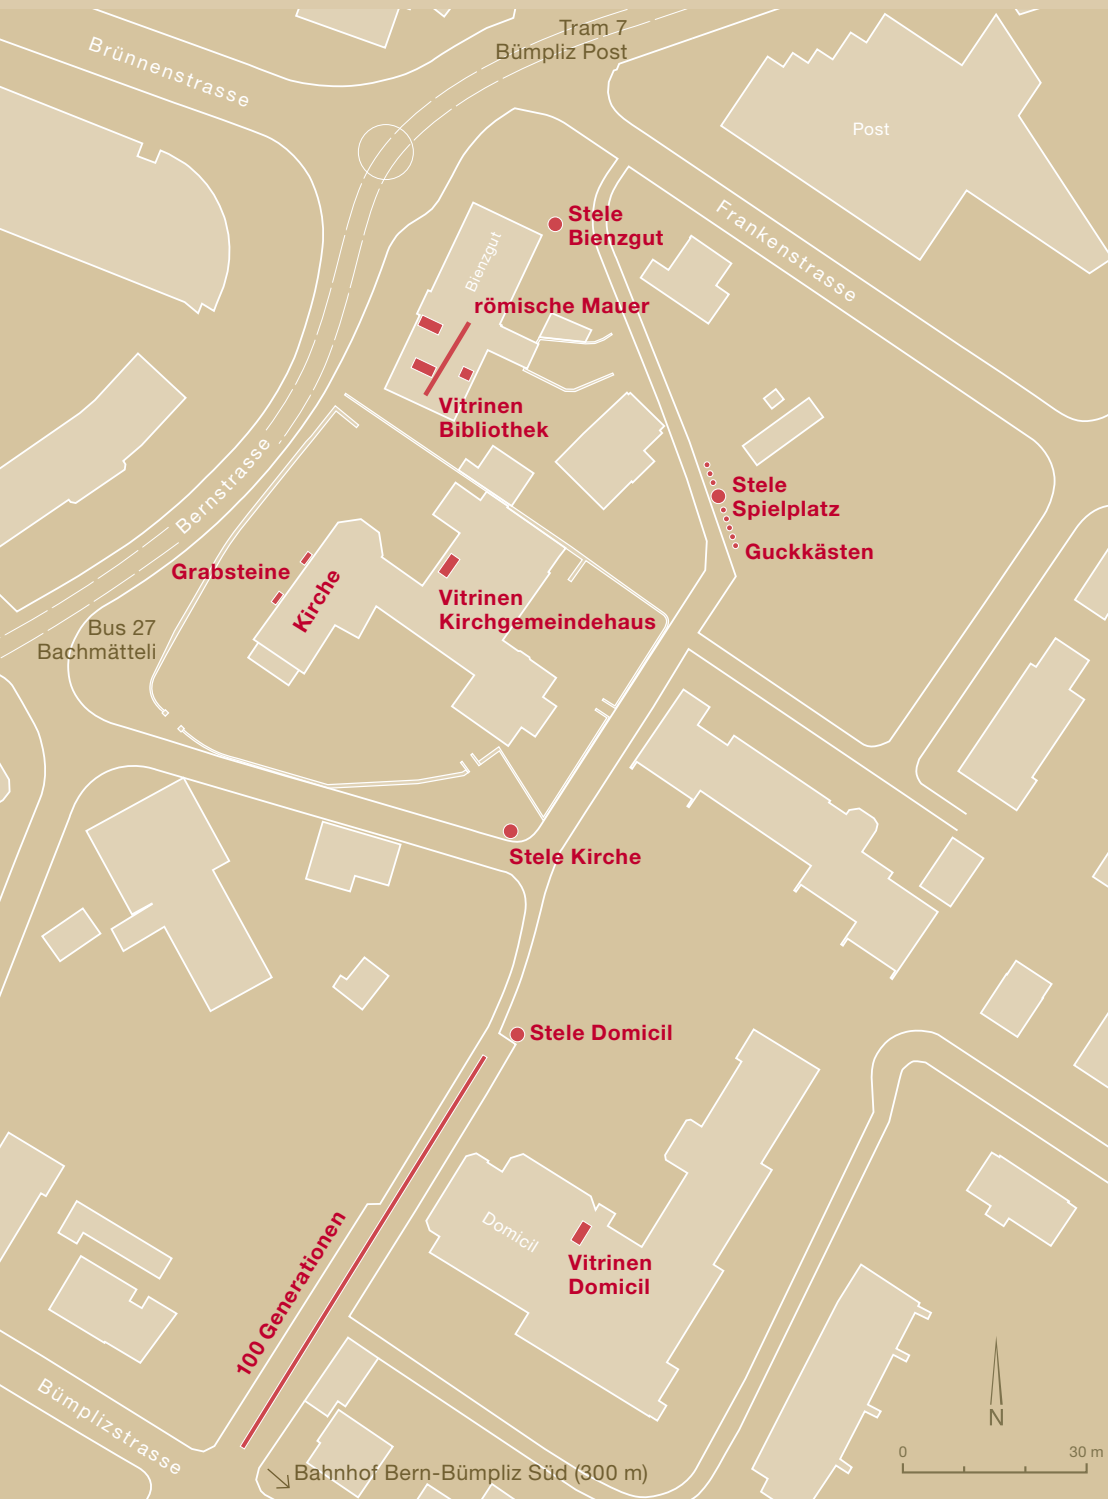 Tram 7
Bümpliz Post
Brünnenstrasse
Post
Frankenstrasse
Stele
Bienzgut
Bienzgut
römische Mauer
Vitrinen
Bibliothek
Bernstrasse
Stele
Spielplatz
Guckkästen
Grabsteine
Kirche
Vitrinen
Kirchgemeindehaus
Bus 27
Bachmätteli
Stele Kirche
Stele Domicil
Domicil
Vitrinen
Domicil
100 Generationen
Bümplizstrasse
N
0 30 m
Bahnhof Bern-Bümpliz Süd (300 m)